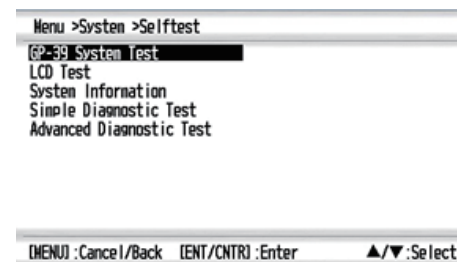 Menu >System >Selftest
GP-39 System Test
LCD Test
System Information
Simple Diagnostic Test
Advanced Diagnostic Test
[MENU] :Cancel/Back [ENT/CNTR] :Enter ▲/▼ :Select